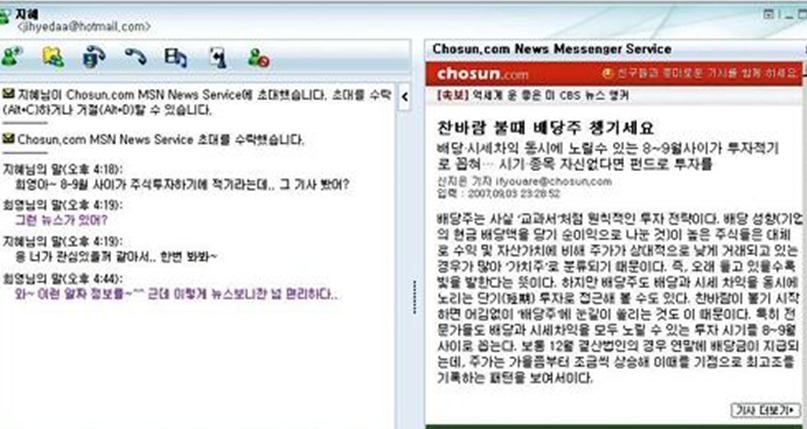 지혜
<jihyedaa@hotmail.com>
지혜님이 Chosun.com MSN News Service에 초대했습니다. 초대를 수락
(Alt+C)하거나 거절(Alt+D)할 수 있습니다.
Chosun.com MSN News Service 초대를 수락했습니다.
지혜님의 말(오후 4:18):
희영아~ 8-9월 사이가 주식투자하기에 적기라는데.. 그 기사 봤어?
희영님의 말(오후 4:19):
그런 뉴스가 있어?
지혜님의 말(오후 4:19):
응 너가 관심있을꺼 같아서.. 한번 봐봐~
희영님의 말(오후 4:44):
와~ 이런 알짜 정보를~^^ 근데 이렇게 뉴스보니깐 넘 편리하다..
Chosun.com News Messenger Service
chosun.com
친구들과 흥미로운 기사를 함께 하세요
[속보] 역세게 운 좋은 미 CBS 뉴스 앵커
찬바람 불때 배당주 챙기세요
배당·시세차익 동시에 노릴수 있는 8~9월사이가 투자적기
로 꼽혀… 시기·종목 자신없다면 펀드로 투자를
신지은 기자 ifyouare@chosun.com
입력 : 2007.09.03 23:28:52
배당주는 사실 '교과서'처럼 원칙적인 투자 전략이다. 배당 성향(기업
의 현금 배당액을 당기 순이익으로 나눈 것)이 높은 주식들은 대체
로 수익 및 자산가치에 비해 주가가 상대적으로 낮게 거래되고 있는
경우가 많아 '가치주'로 분류되기 때문이다. 즉, 오래 들고 있을수록
빛을 발한다는 뜻이다. 하지만 배당주도 배당과 시세 차익을 동시에
노리는 단기(短期) 투자로 접근해 볼 수도 있다. 찬바람이 불기 시작
하면 어김없이 '배당주'에 눈길이 쏠리는 것도 이 때문이다. 특히 전
문가들도 배당과 시세차익을 모두 노릴 수 있는 투자 시기를 8~9월
사이로 꼽는다. 보통 12월 결산법인의 경우 연말에 배당금이 지급되
는데, 주가는 가을쯤부터 조금씩 상승해 이때를 기점으로 최고조를
기록하는 패턴을 보여서이다.
기사 더보기